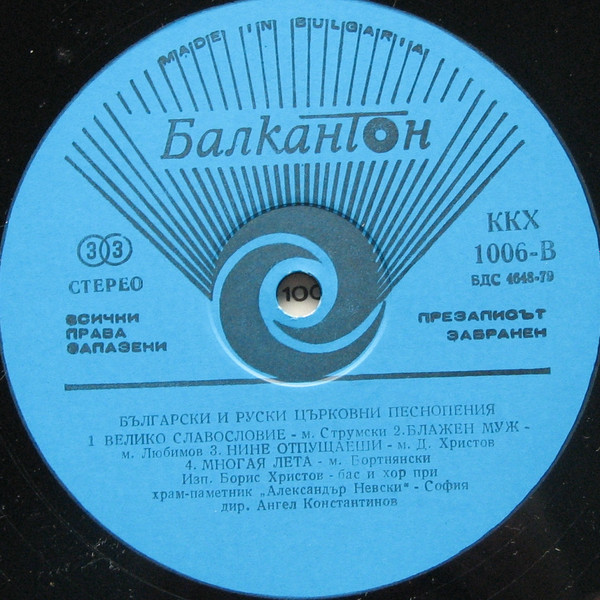 MADE IN BULGARIA
Балкантон
33
СТЕРЕО
ККХ
1006-В
БДС 4648-79
ВСИЧКИ
ПРАВА
ЗАПАЗЕНИ
ПРЕЗАПИСЪТ
ЗАБРАНЕН
100
БЪЛГАРСКИ И РУСКИ ЦЪРКОВНИ ПЕСНОПЕНИЯ
1 ВЕЛИКО СЛАВОСЛОВИЕ - м. Струмски 2.БЛАЖЕН МУЖ -
м. Любимов 3. НИНЕ ОТПУЩАЕШИ - м. Д. Христов
4. МНОГАЯ ЛЕТА - м. Бортнянски
Изп. Борис Христов - бас и хор при
храм-паметник „Александър Невски" - София
дир. Ангел Константинов